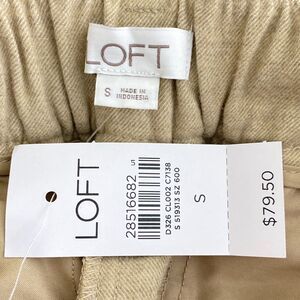 LOFT
S
MADE IN
INDONESIA
LOFT
28516682
S
D326 CL002 C7138
S 519313 SZ 600
S
$79.50